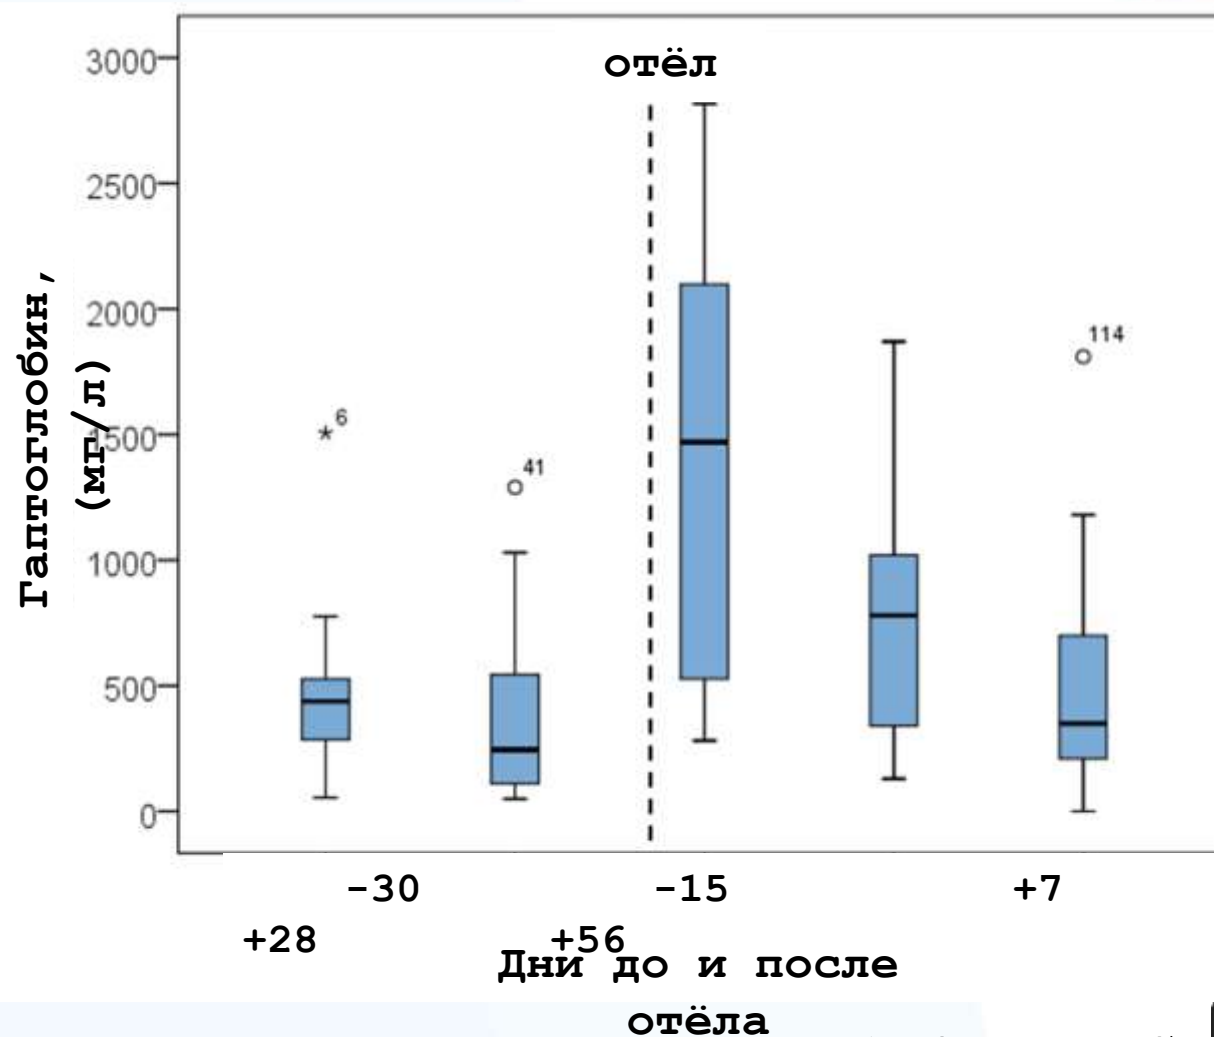 отёл
3000
2500
2000
1500
1000
500
0
Гаптоглобин,
(мг/л)
6
41
114
-30 -15 +7
+28 +56
Дни до и после
отёла